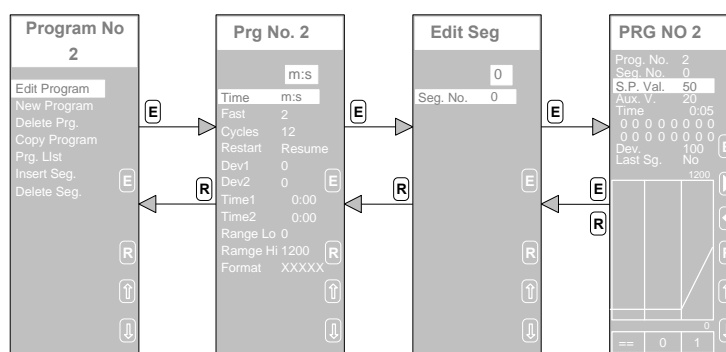 Program No
2
Edit Program
New Program
Delete Prg.
Copy Program
Prg. LIst
Insert Seg.
Delete Seg.
E
R
E
R
Prg No. 2
m:s
Time m:s
Fast 2
Cycles 12
Restart Resume
Dev1 0
Dev2 0
Time1 0:00
Time2 0:00
Range Lo 0
Ramge Hi 1200
Format XXXXX
E
R
E
R
Edit Seg
0
Seg. No. 0
E
R
E
E
R
PRG NO 2
Prog. No. 2
Seg. No. 0
S.P. Val. 50
Aux. V. 20
Time 0:05
0 0 0 0 0 0 0 0
0 0 0 0 0 0 0 0
Dev. 100
Last Sg. No
1200
0
== 0 1